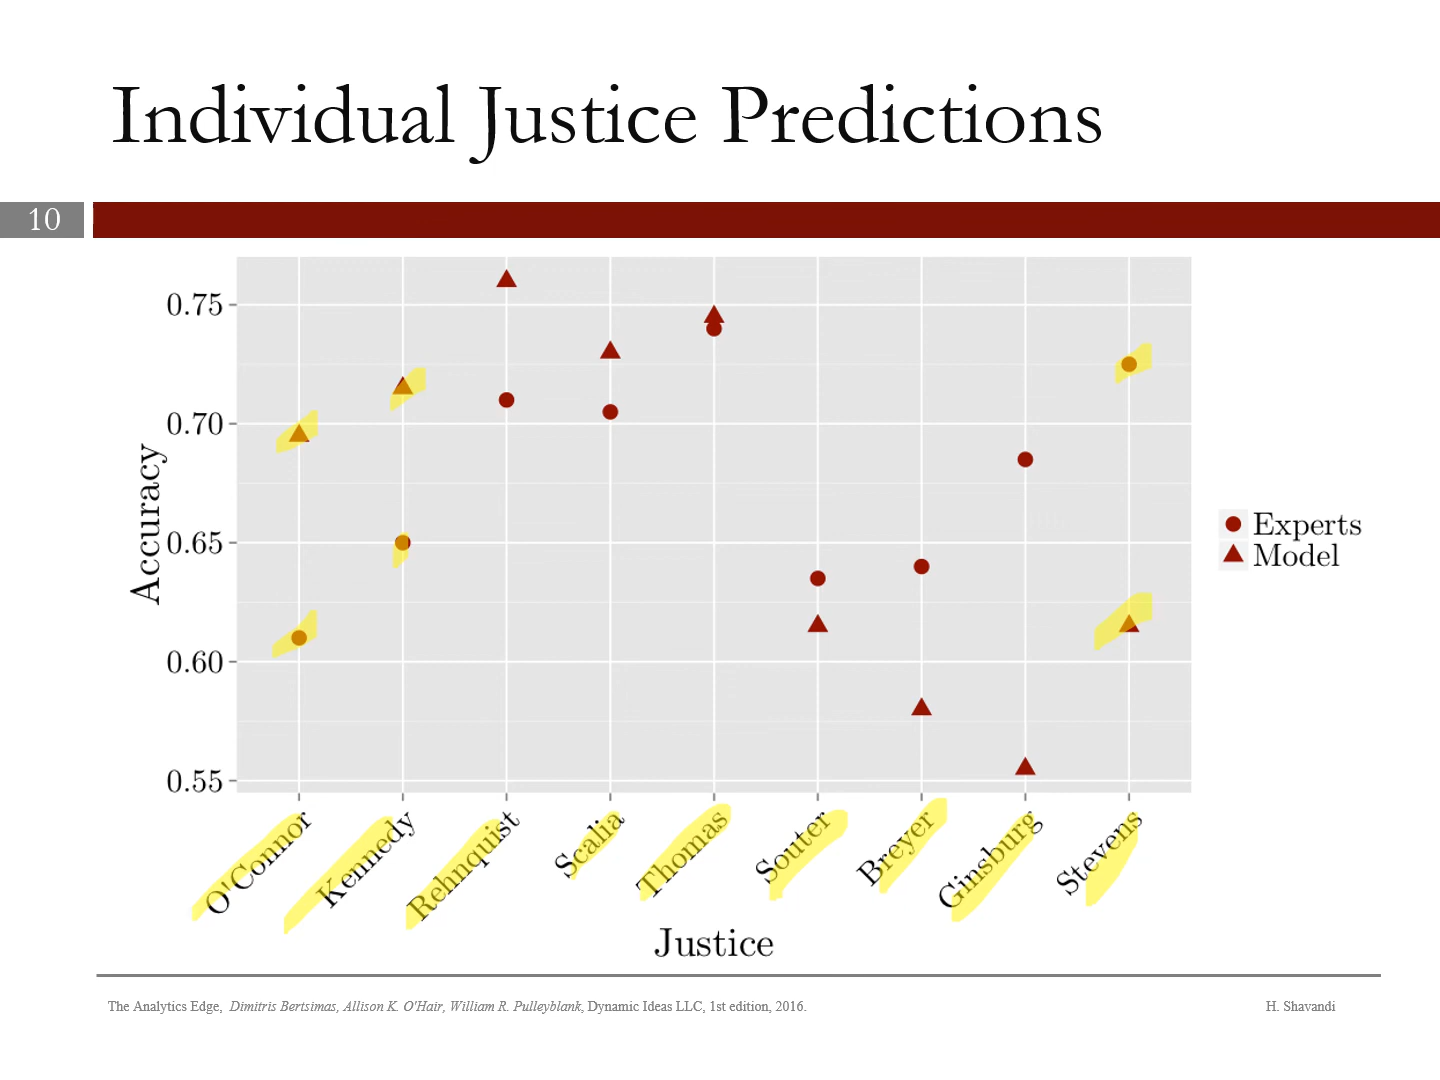 Individual Justice Predictions
10
0.75
0.70
0.65
0.60
0.55
Accuracy
Experts
Model
O'Connor
Kennedy
Rehnquist
Scalia
Thomas
Souter
Breyer
Ginsburg
Stevens
Justice
The Analytics Edge, Dimitris Bertsimas, Allison K. O'Hair, William R. Pulleyblank, Dynamic Ideas LLC, 1st edition, 2016.
H. Shavandi